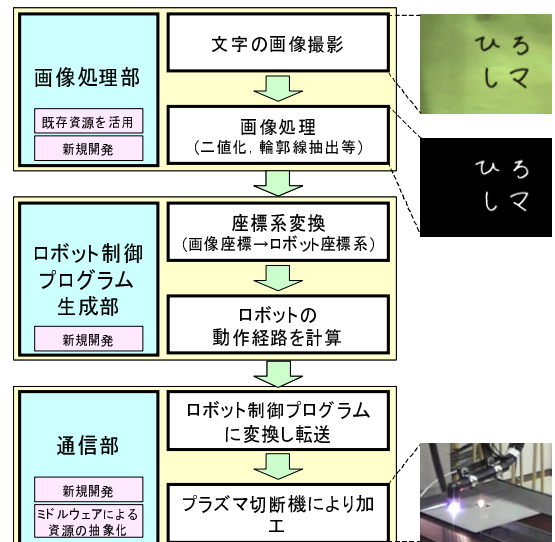 文字の画像撮影
画像処理部
既存資源を活用
新規開発
画像処理
(二値化,輪郭線抽出等)
ひろ
しマ
ひろ
しマ
座標系変換
(画像座標→ロボット座標系)
ロボット制御
プログラム
生成部
新規開発
ロボットの
動作経路を計算
ロボット制御プログラム
に変換し転送
通信部
新規開発
ミドルウェアによる
資源の抽象化
プラズマ切断機により加
工